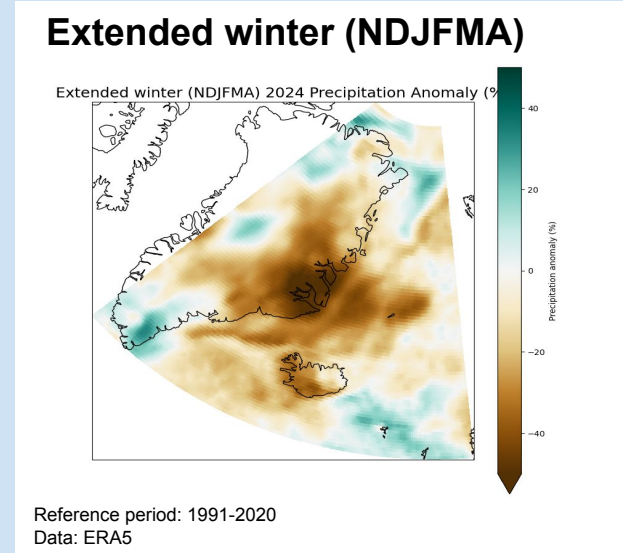 Extended winter (NDJFMA)
Extended winter (NDJFMA) 2024 Precipitation Anomaly (%
40
20
0
−20
−40
Precipitation anomaly (%)
Reference period: 1991-2020
Data: ERA5